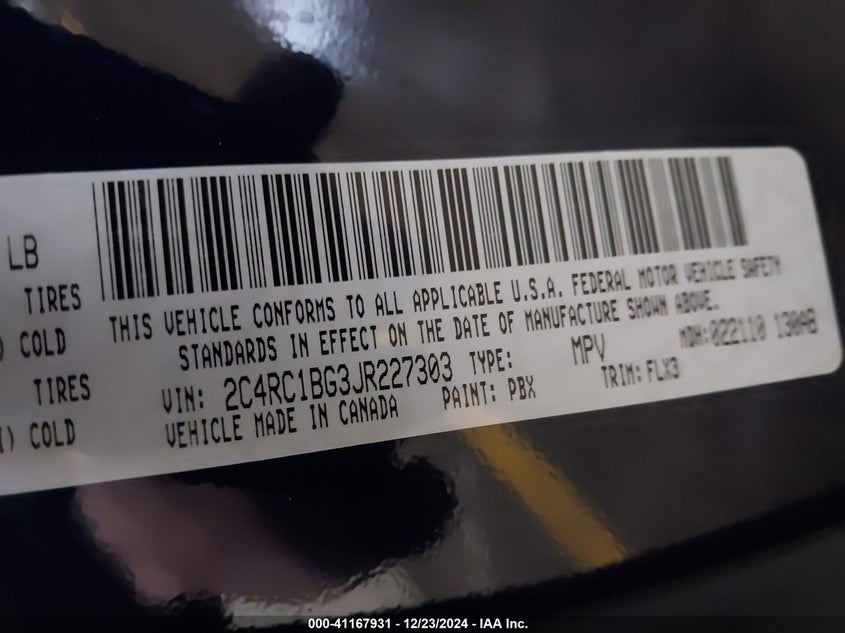 LB
TIRES
) COLD
TIRES
I) COLD
THIS VEHICLE CONFORMS TO ALL APPLICABLE U.S.A. FEDERAL MOTOR VEHICLE SAFETY
STANDARDS IN EFFECT ON THE DATE OF MANUFACTURE SHOWN ABOVE.
VIN: 2C4RC1BG3JR227303 TYPE: MPV MDH:022110 130AB
VEHICLE MADE IN CANADA PAINT: PBX TRIM: FLX3
000-41167931 - 12/23/2024 - IAA Inc.